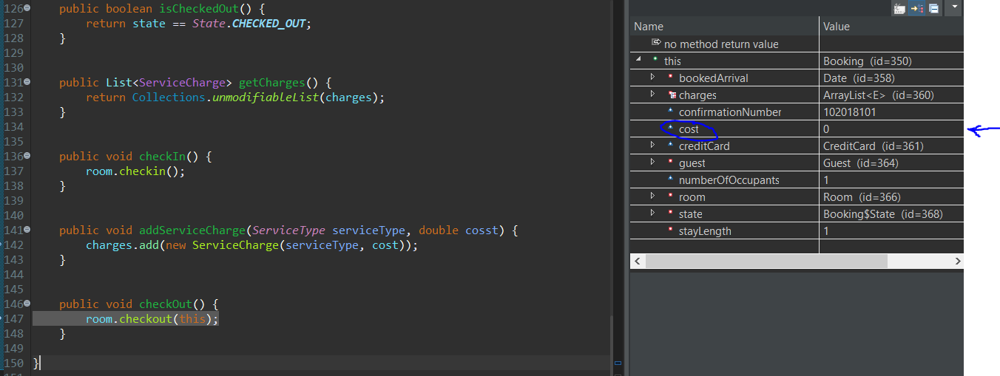 126 public boolean isCheckedOut() {
127 return state == State.CHECKED_OUT;
128 }
129
130
131 public List<ServiceCharge> getCharges() {
132 return Collections.unmodifiableList(charges);
133 }
134
135
136 public void checkIn() {
137 room.checkin();
138 }
139
140
141 public void addServiceCharge(ServiceType serviceType, double cosst) {
142 charges.add(new ServiceCharge(serviceType, cost));
143 }
144
145
146 public void checkOut() {
147 room.checkout(this);
148 }
149
150 }
Name Value
no method return value
this Booking (id=350)
bookedArrival Date (id=358)
charges ArrayList<E> (id=360)
confirmationNumber 102018101
cost 0
creditCard CreditCard (id=361)
guest Guest (id=364)
numberOfOccupants 1
room Room (id=366)
state Booking$State (id=368)
stayLength 1